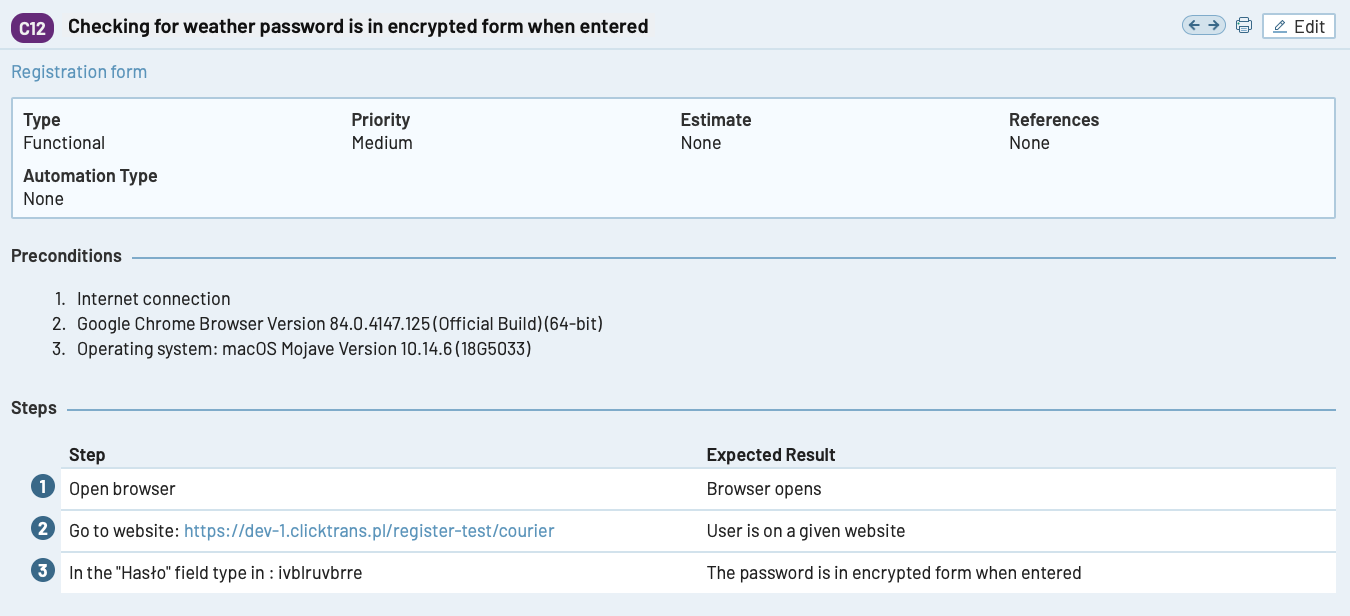 C12 Checking for weather password is in encrypted form when entered Edit
Registration form
Type Priority Estimate References
Functional Medium None None
Automation Type
None
Preconditions
1. Internet connection
2. Google Chrome Browser Version 84.0.4147.125 (Official Build) (64-bit)
3. Operating system: macOS Mojave Version 10.14.6 (18G5033)
Steps
Step Expected Result
1 Open browser Browser opens
2 Go to website: https://dev-1.clicktrans.pl/register-test/courier User is on a given website
3 In the "Hasło" field type in : ivblruvbrre The password is in encrypted form when entered